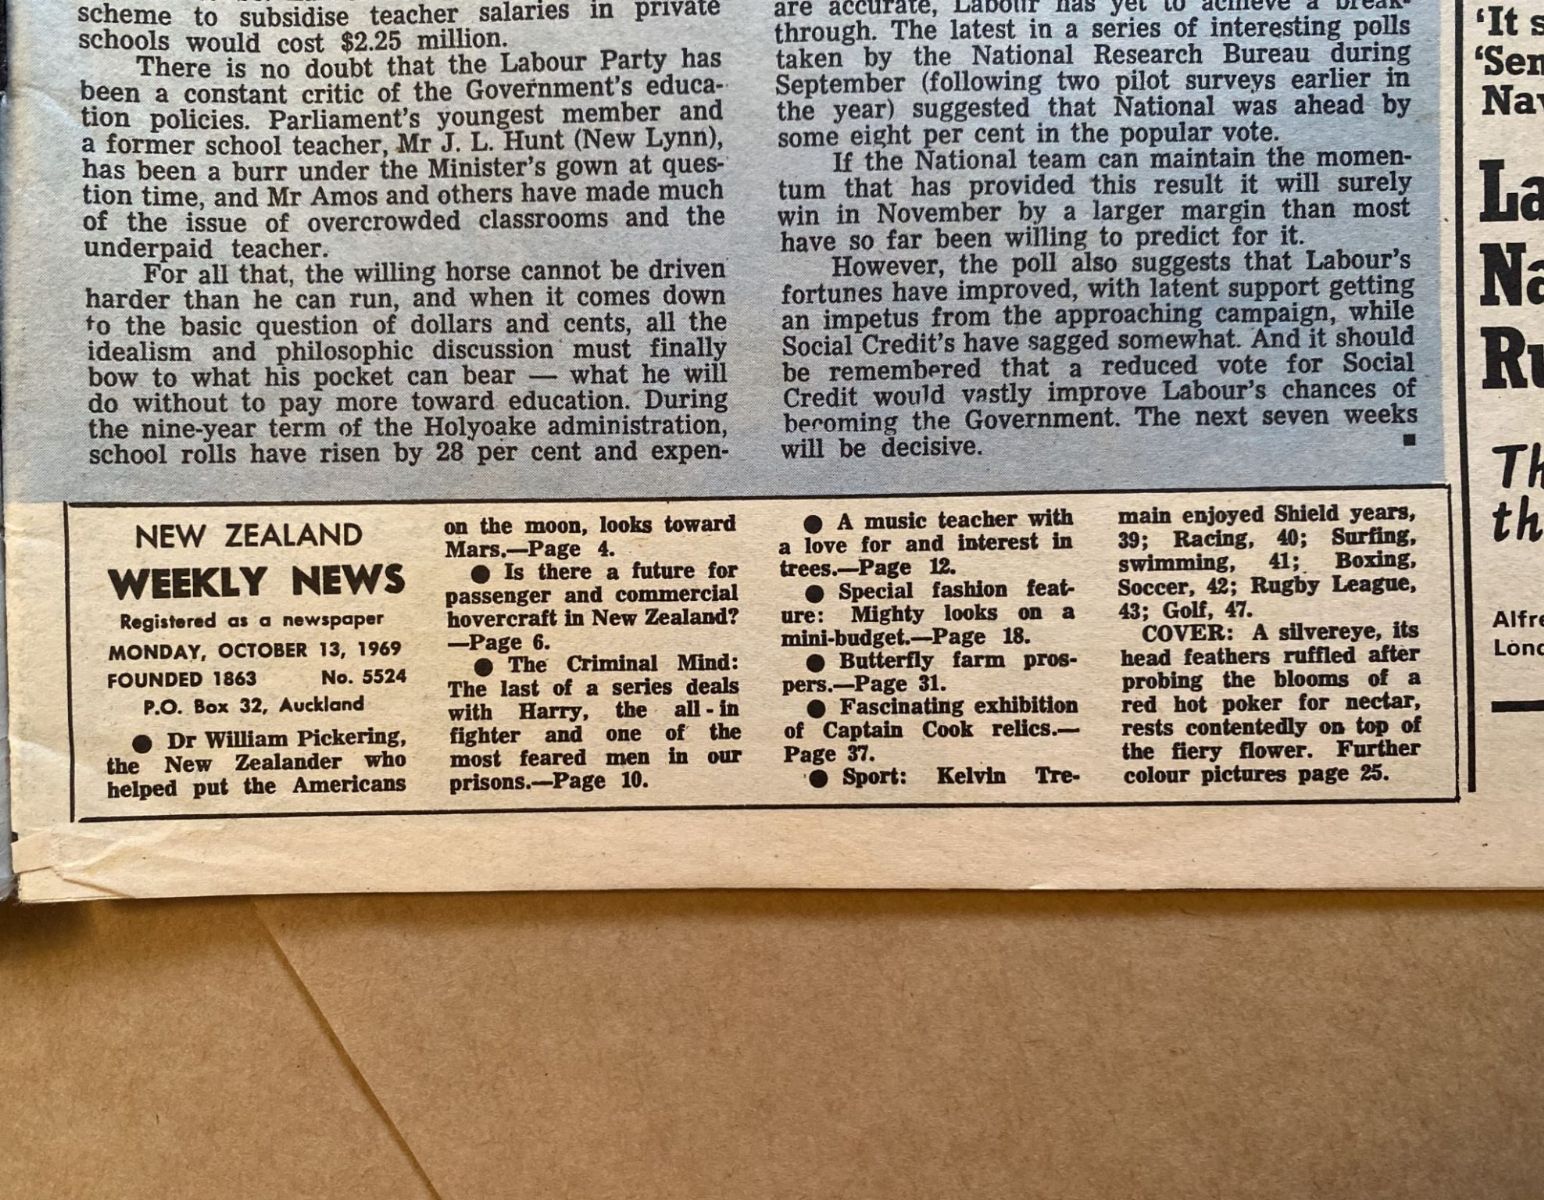 scheme to subsidise teacher salaries in private
schools would cost $2.25 million.
There is no doubt that the Labour Party has
been a constant critic of the Government's educa-
tion policies. Parliament's youngest member and
a former school teacher, Mr J. L. Hunt (New Lynn),
has been a burr under the Minister's gown at ques-
tion time, and Mr Amos and others have made much
of the issue of overcrowded classrooms and the
underpaid teacher.
For all that, the willing horse cannot be driven
harder than he can run, and when it comes down
to the basic question of dollars and cents, all the
idealism and philosophic discussion must finally
bow to what his pocket can bear — what he will
do without to pay more toward education. During
the nine-year term of the Holyoake administration,
school rolls have risen by 28 per cent and expen-
are accurate, Labour has yet to achieve a break-
through. The latest in a series of interesting polls
taken by the National Research Bureau during
September (following two pilot surveys earlier in
the year) suggested that National was ahead by
some eight per cent in the popular vote.
If the National team can maintain the momen-
tum that has provided this result it will surely
win in November by a larger margin than most
have so far been willing to predict for it.
However, the poll also suggests that Labour's
fortunes have improved, with latent support getting
an impetus from the approaching campaign, while
Social Credit's have sagged somewhat. And it should
be remembered that a reduced vote for Social
Credit would vastly improve Labour's chances of
becoming the Government. The next seven weeks
will be decisive. ■
NEW ZEALAND
WEEKLY NEWS
Registered as a newspaper
MONDAY, OCTOBER 13, 1969
FOUNDED 1863 No. 5524
P.O. Box 32, Auckland
● Dr William Pickering,
the New Zealander who
helped put the Americans
on the moon, looks toward
Mars.—Page 4.
● Is there a future for
passenger and commercial
hovercraft in New Zealand?
—Page 6.
● The Criminal Mind:
The last of a series deals
with Harry, the all-in
fighter and one of the
most feared men in our
prisons.—Page 10.
● A music teacher with
a love for and interest in
trees.—Page 12.
● Special fashion feat-
ure: Mighty looks on a
mini-budget.—Page 18.
● Butterfly farm pros-
pers.—Page 31.
● Fascinating exhibition
of Captain Cook relics.—
Page 37.
● Sport: Kelvin Tre-
main enjoyed Shield years,
39; Racing, 40; Surfing,
swimming, 41; Boxing,
Soccer, 42; Rugby League,
43; Golf, 47.
COVER: A silvereye, its
head feathers ruffled after
probing the blooms of a
red hot poker for nectar,
rests contentedly on top of
the fiery flower. Further
colour pictures page 25.
'It s
'Sen
Nav
La
Na
Ru
Th
th
Alfre
Lond